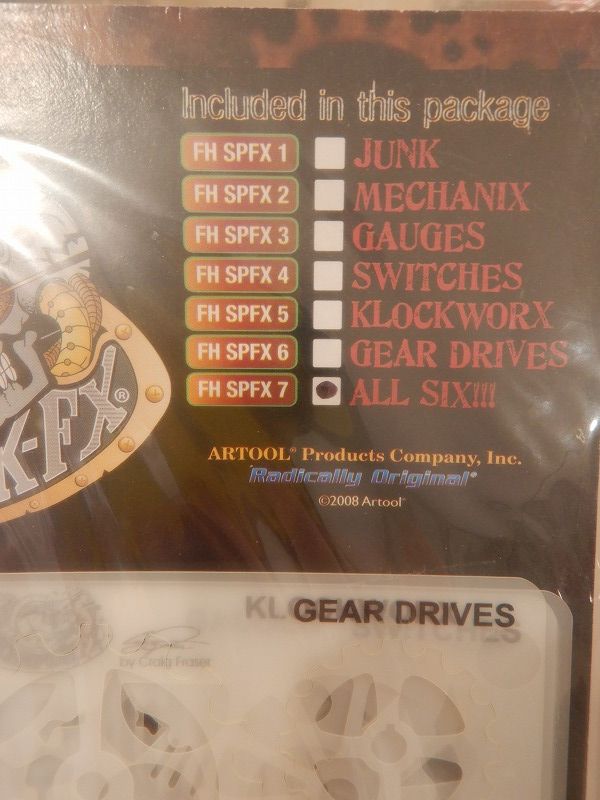 Included in this package
FH SPFX 1 JUNK
FH SPFX 2 MECHANIX
FH SPFX 3 GAUGES
FH SPFX 4 SWITCHES
FH SPFX 5 KLOCKWORX
FH SPFX 6 GEAR DRIVES
FH SPFX 7 ALL SIX!!!
K-FX®
ARTOOL® Products Company, Inc.
Radically Original®
©2008 Artool®
GEAR DRIVES
SWITCHES
by Craig Fraser